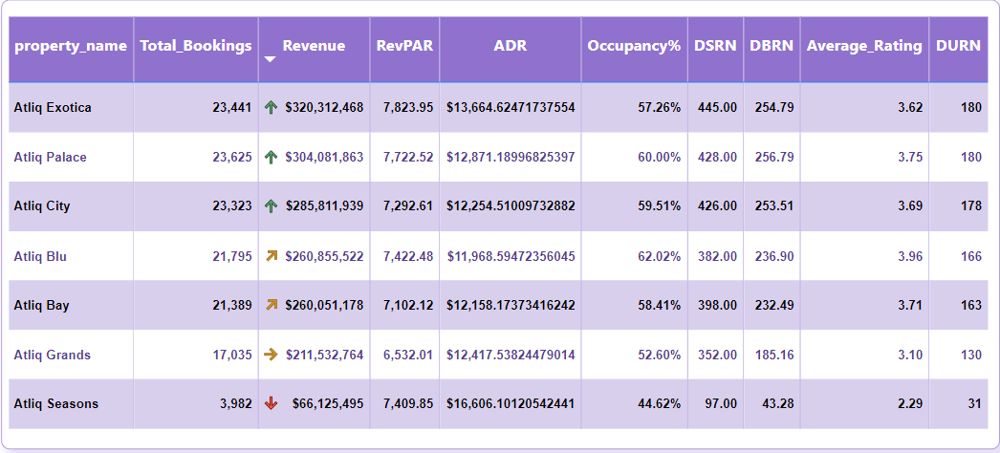 property_name Total_Bookings Revenue RevPAR ADR Occupancy% DSRN DBRN Average_Rating DURN
Atliq Exotica 23,441 $320,312,468 7,823.95 $13,664.62471737554 57.26% 445.00 254.79 3.62 180
Atliq Palace 23,625 $304,081,863 7,722.52 $12,871.18996825397 60.00% 428.00 256.79 3.75 180
Atliq City 23,323 $285,811,939 7,292.61 $12,254.51009732882 59.51% 426.00 253.51 3.69 178
Atliq Blu 21,795 $260,855,522 7,422.48 $11,968.59472356045 62.02% 382.00 236.90 3.96 166
Atliq Bay 21,389 $260,051,178 7,102.12 $12,158.17373416242 58.41% 398.00 232.49 3.71 163
Atliq Grands 17,035 $211,532,764 6,532.01 $12,417.53824479014 52.60% 352.00 185.16 3.10 130
Atliq Seasons 3,982 $66,125,495 7,409.85 $16,606.10120542441 44.62% 97.00 43.28 2.29 31